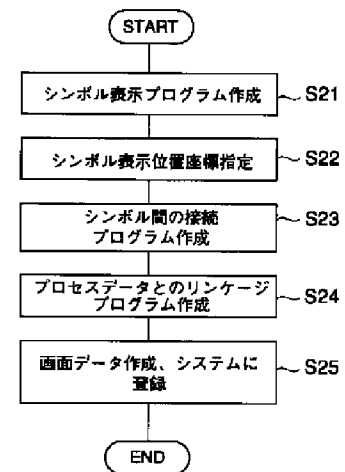 START
シンボル表示プログラム作成
S21
シンボル表示位置座標指定
S22
シンボル間の接続
プログラム作成
S23
プロセスデータとのリンケージ
プログラム作成
S24
画面データ作成、システムに
登録
S25
END